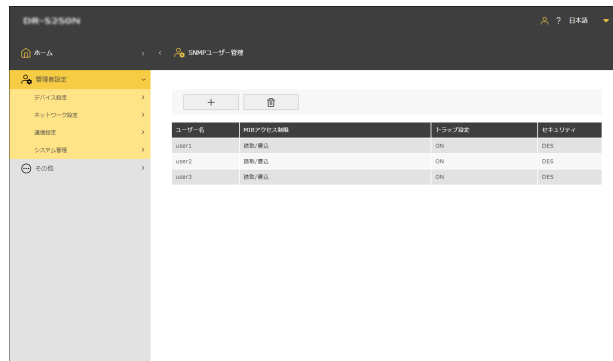 DR-S250N
? 日本語
ホーム
SNMPユーザー管理
管理者設定
デバイス設定
ネットワーク設定
通信設定
システム管理
その他
ユーザー名 MIBアクセス制限 トラップ設定 セキュリティ
user1 読取/書込 ON DES
user2 読取/書込 ON DES
user3 読取/書込 ON DES